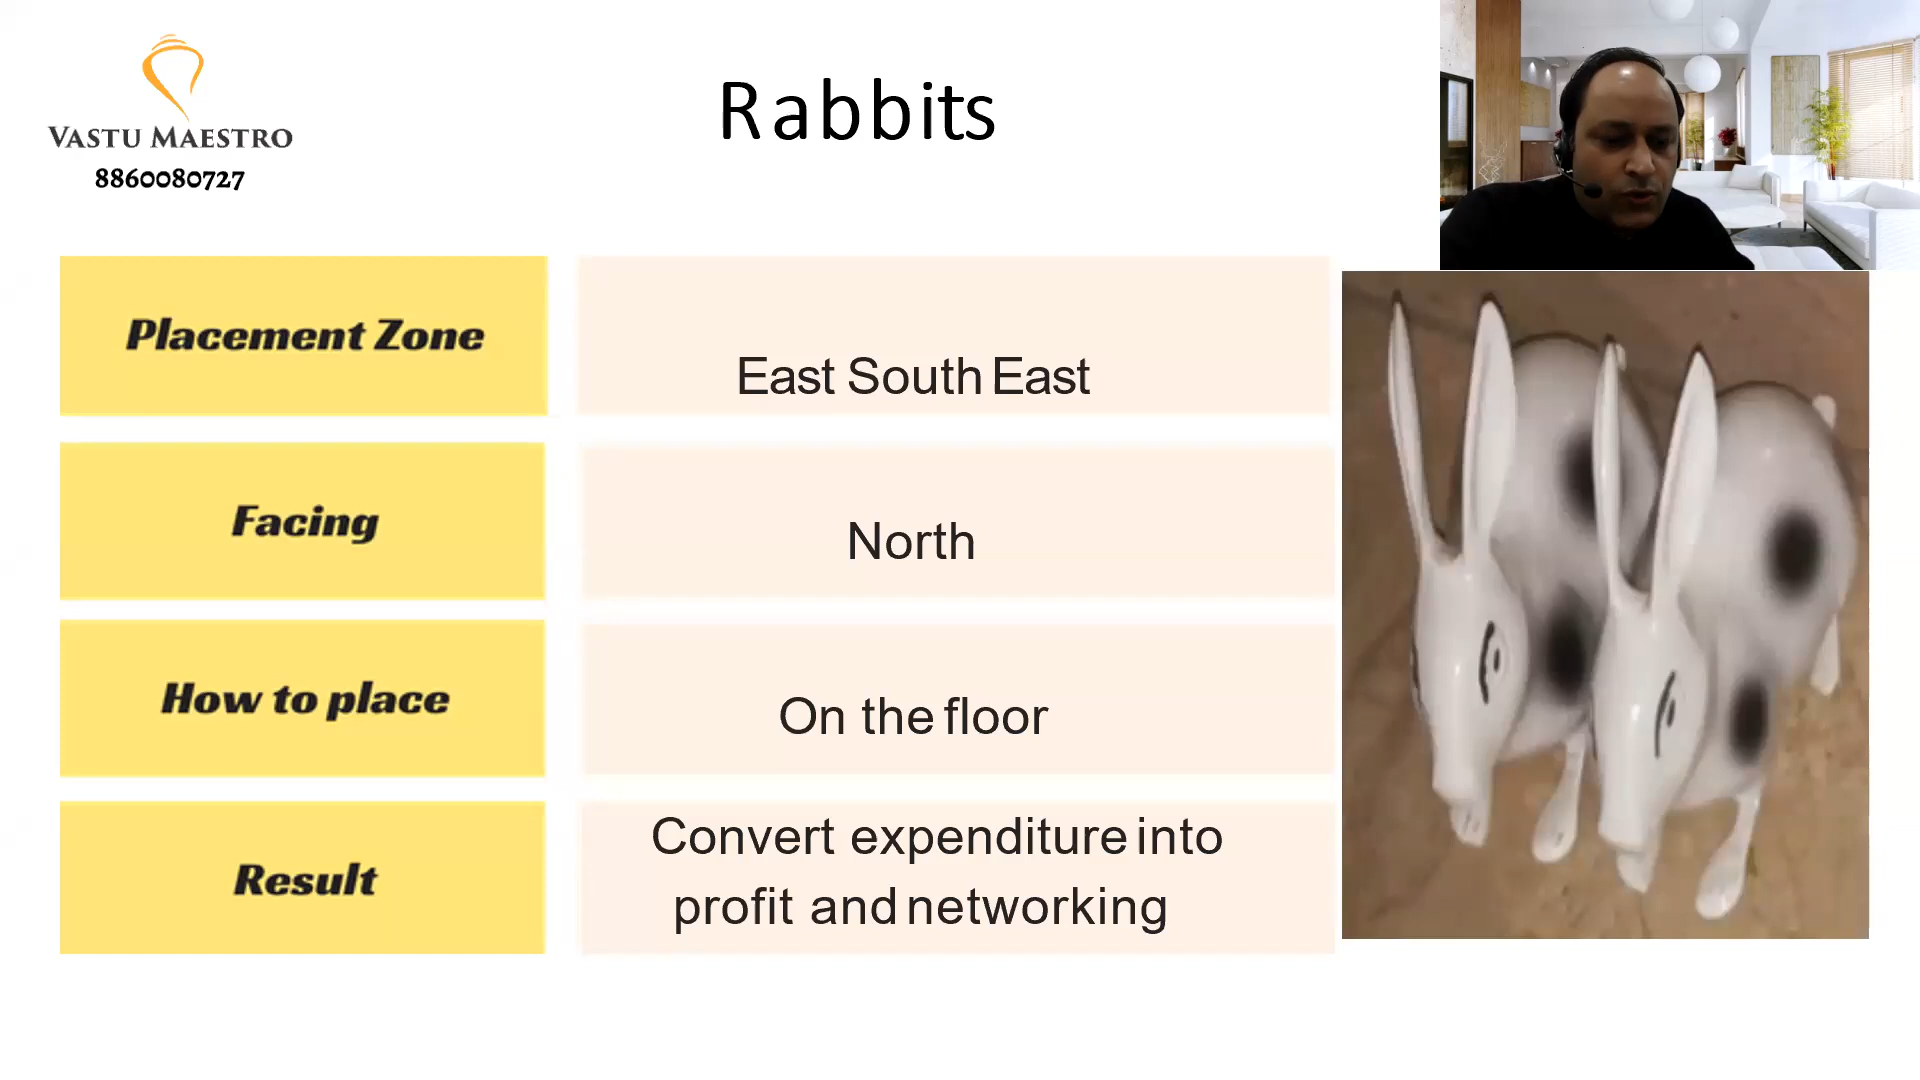 VASTU MAESTRO
8860080727
Rabbits
Placement Zone
East South East
Facing
North
How to place
On the floor
Result
Convert expenditure into
profit and networking